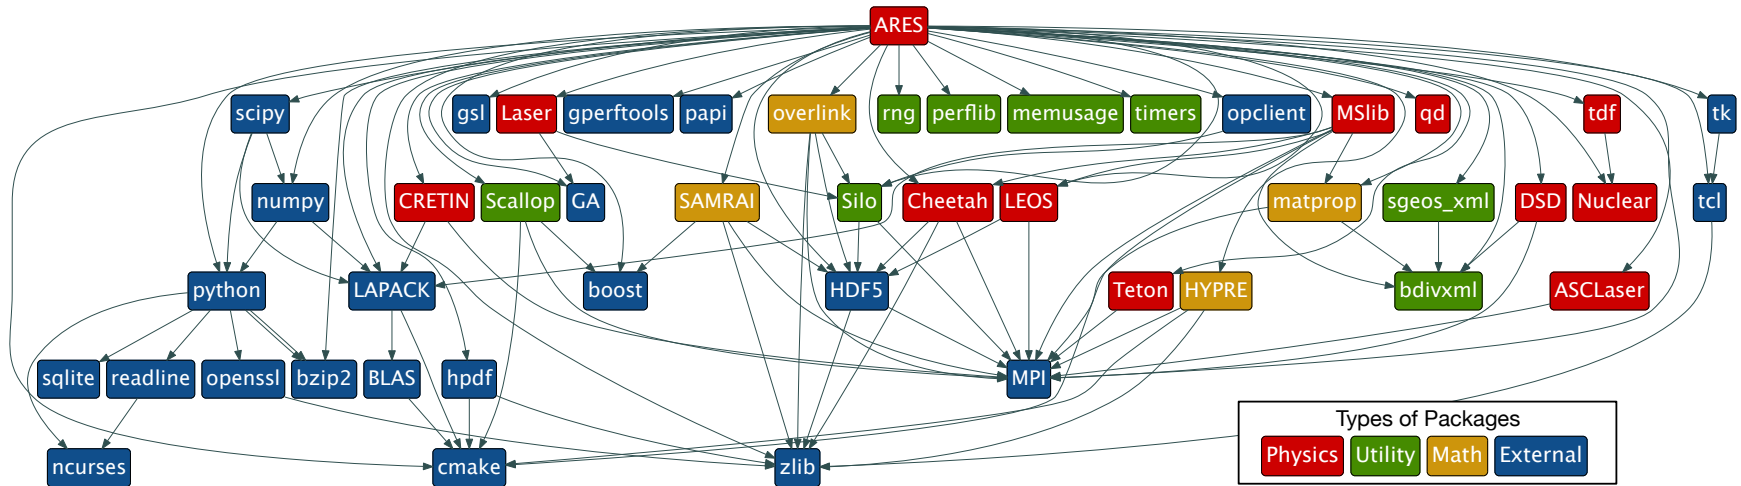 ARES
scipy gsl Laser gperftools papi overlink rng perflib memusage timers opclient MSlib qd tdf tk
numpy CRETIN Scallop GA SAMRAI Silo Cheetah LEOS matprop sgeos_xml DSD Nuclear tcl
python LAPACK boost HDF5 Teton HYPRE bdivxml ASCLaser
sqlite readline openssl bzip2 BLAS hpdf MPI
ncurses cmake zlib
Types of Packages
Physics Utility Math External